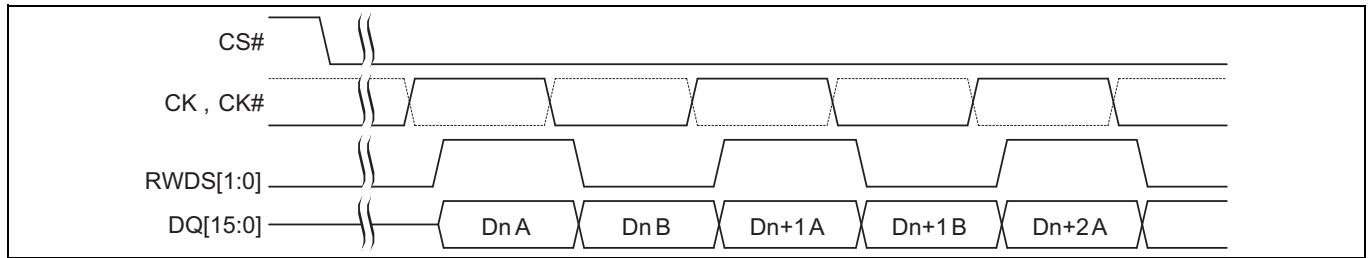 CS#
CK , CK#
RWDS[1:0]
DQ[15:0] Dn A Dn B Dn+1 A Dn+1 B Dn+2 A